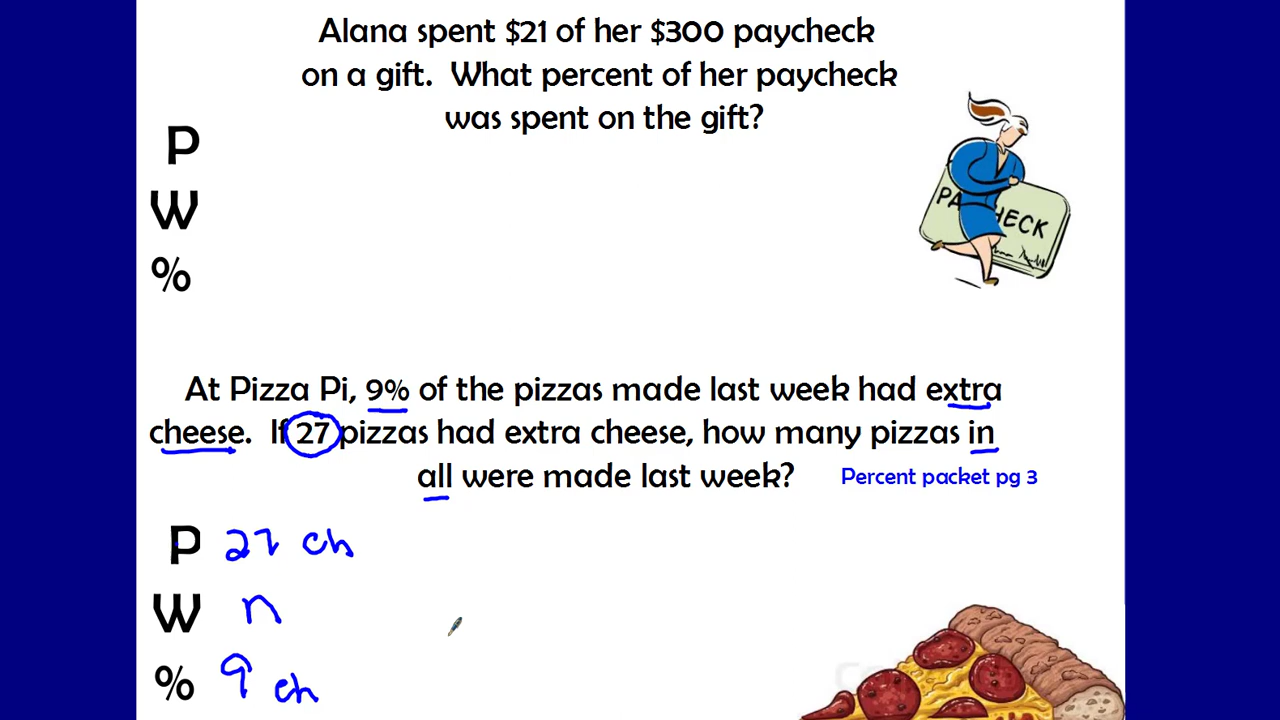 Alana spent $21 of her $300 paycheck
on a gift. What percent of her paycheck
was spent on the gift?
P
W
%
PA HECK
At Pizza Pi, 9% of the pizzas made last week had extra
cheese. If 27 pizzas had extra cheese, how many pizzas in
all were made last week?
Percent packet pg 3
P 27 ch
W n
% 9 ch